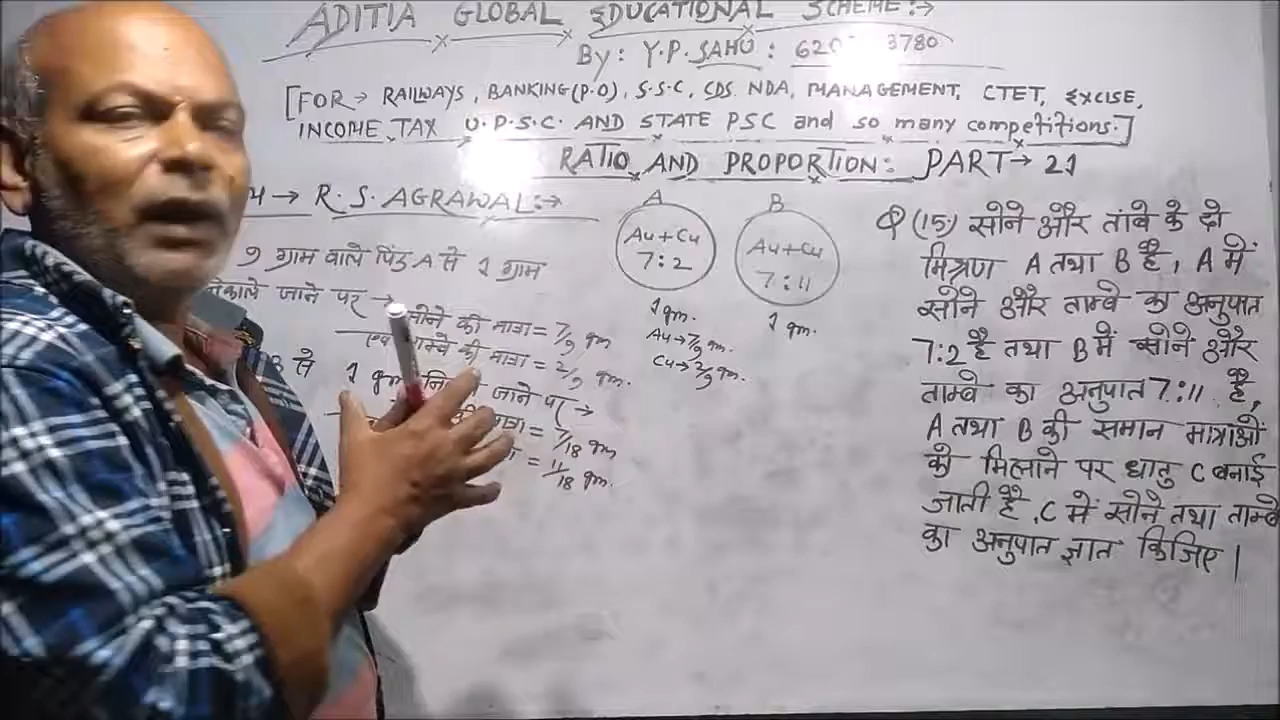 ADITIA GLOBAL EDUCATIONAL SCHEME:→
By: Y.P. SAHU : 620 3780
[FOR → RAILWAYS, BANKING(P.O), S.S.C, CDS. NDA, MANAGEMENT, CTET, EXCISE,
INCOME TAX U.P.S.C. AND STATE PSC and so many competitions.]
RATIO AND PROPORTION: PART→ 21
→ R.S. AGRAWAL:→
9 ग्राम वाले पिंड A से 1 ग्राम
जाने पर →
सोने की मात्रा = 7/9 gm
ताम्बे की मात्रा = 2/9 gm.
B से 1 gm जाने पर →
= 7/18 gm
= 11/18 gm.
A
Au+Cu
7:2
1 gm.
Au→7/9 gm.
Cu→2/9 gm.
B
Au+Cu
7:11
1 gm.
Q (15) सोने और तांबे के दो
मिश्रण A तथा B है, A में
सोने और ताम्बे का अनुपात
7:2 है तथा B में सोने और
ताम्बे का अनुपात 7:11 है,
A तथा B की समान मात्राओं
को मिलाने पर धातु C बनाई
जाती है, C में सोने तथा ताम्बे
का अनुपात ज्ञात किजिए।